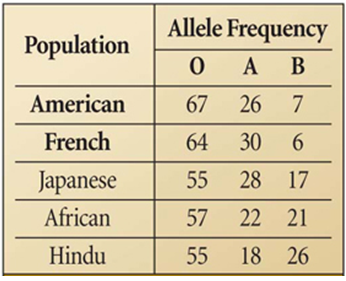 Population Allele Frequency
O A B
American 67 26 7
French 64 30 6
Japanese 55 28 17
African 57 22 21
Hindu 55 18 26